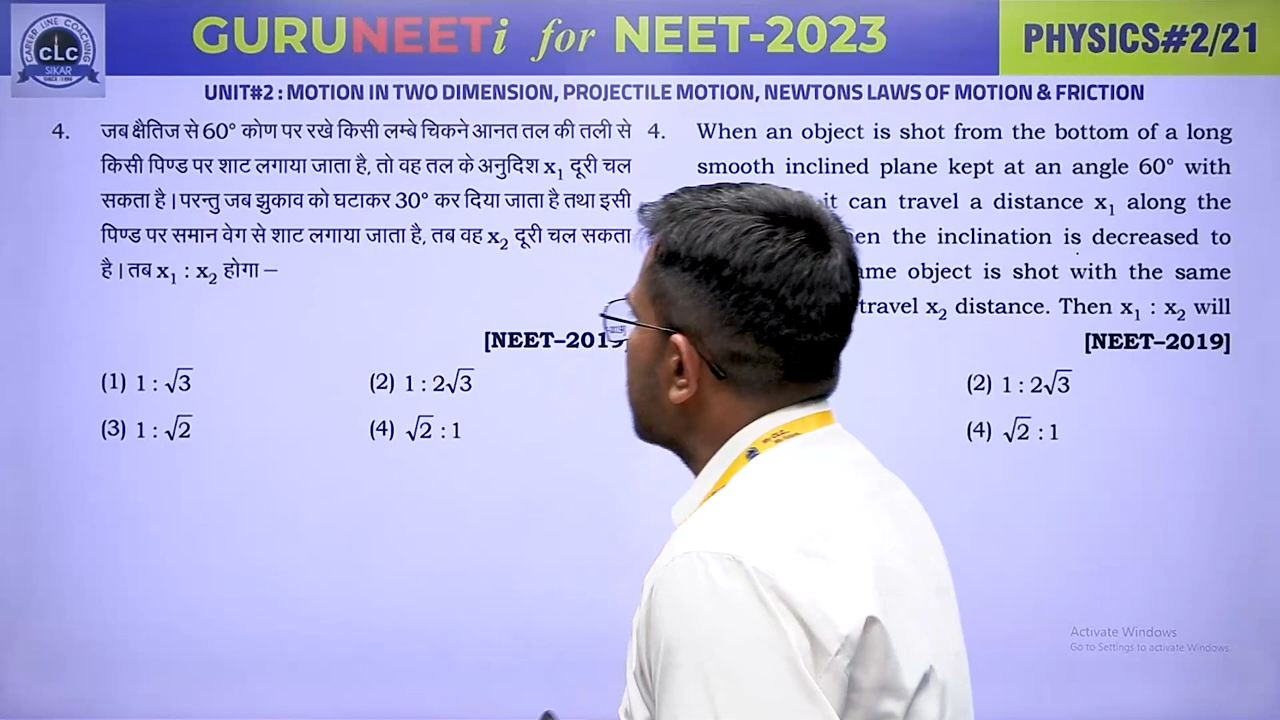 CAREER LINE COACHING
CLC
SIKAR
GURUNEETi for NEET-2023
PHYSICS#2/21
UNIT#2 : MOTION IN TWO DIMENSION, PROJECTILE MOTION, NEWTONS LAWS OF MOTION & FRICTION
4. जब क्षैतिज से 60° कोण पर रखे किसी लम्बे चिकने आनत तल की तली से
किसी पिण्ड पर शाट लगाया जाता है, तो वह तल के अनुदिश x₁ दूरी चल
सकता है। परन्तु जब झुकाव को घटाकर 30° कर दिया जाता है तथा इसी
पिण्ड पर समान वेग से शाट लगाया जाता है, तब वह x₂ दूरी चल सकता
है। तब x₁ : x₂ होगा –
[NEET–2019]
(1) 1 : √3 (2) 1 : 2√3
(3) 1 : √2 (4) √2 : 1
4. When an object is shot from the bottom of a long
smooth inclined plane kept at an angle 60° with
it can travel a distance x₁ along the
the inclination is decreased to
object is shot with the same
travel x₂ distance. Then x₁ : x₂ will
[NEET–2019]
(2) 1 : 2√3
(4) √2 : 1
Activate Windows
Go to Settings to activate Windows.